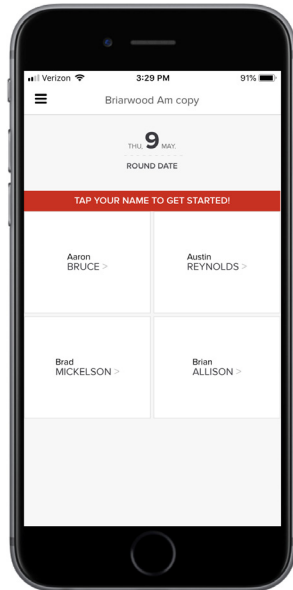 Verizon 3:29 PM 91%
Briarwood Am copy
THU. 9 MAY.
ROUND DATE
TAP YOUR NAME TO GET STARTED!
Aaron
BRUCE >
Austin
REYNOLDS >
Brad
MICKELSON >
Brian
ALLISON >